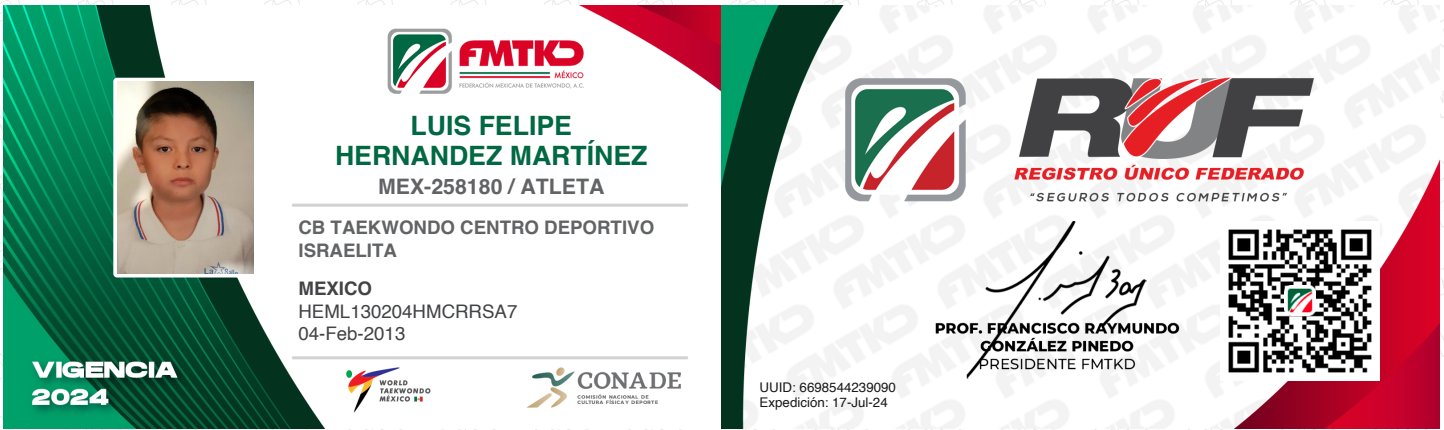 FMTKD
MÉXICO
FEDERACIÓN MEXICANA DE TAEKWONDO, A.C.
LUIS FELIPE
HERNANDEZ MARTÍNEZ
MEX-258180 / ATLETA
CB TAEKWONDO CENTRO DEPORTIVO
ISRAELITA
MEXICO
HEML130204HMCRRSA7
04-Feb-2013
VIGENCIA
2024
WORLD
TAEKWONDO
MÉXICO
CONADE
COMISIÓN NACIONAL DE
CULTURA FÍSICA Y DEPORTE
RUF
REGISTRO ÚNICO FEDERADO
“SEGUROS TODOS COMPETIMOS”
PROF. FRANCISCO RAYMUNDO
GONZÁLEZ PINEDO
PRESIDENTE FMTKD
UUID: 6698544239090
Expedición: 17-Jul-24